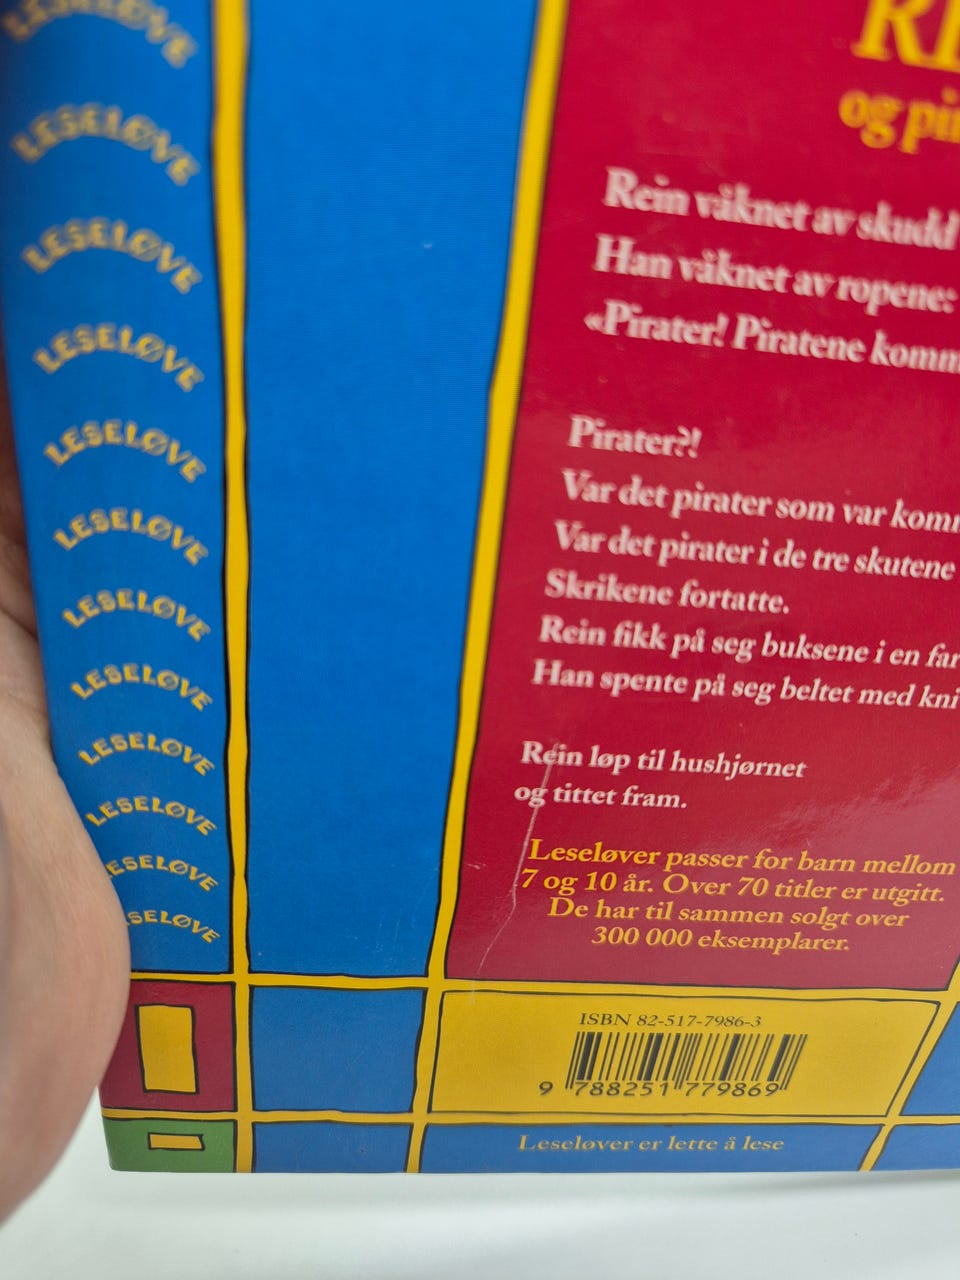 LESELØVE
LESELØVE
LESELØVE
LESELØVE
LESELØVE
LESELØVE
LESELØVE
LESELØVE
LESELØVE
LESELØVE
ESELØVE
SELØVE
og
Rein våknet av skudd
Han våknet av ropene:
«Pirater! Piratene komm
Pirater?!
Var det pirater som var komm
Var det pirater i de tre skutene
Skrikene fortatte.
Rein fikk på seg buksene i en far
Han spente på seg beltet med kni
Rein løp til hushjørnet
og tittet fram.
Leseløver passer for barn mellom
7 og 10 år. Over 70 titler er utgitt.
De har til sammen solgt over
300 000 eksemplarer.
ISBN 82-517-7986-3
9 788251 779869
Leseløver er lette å lese